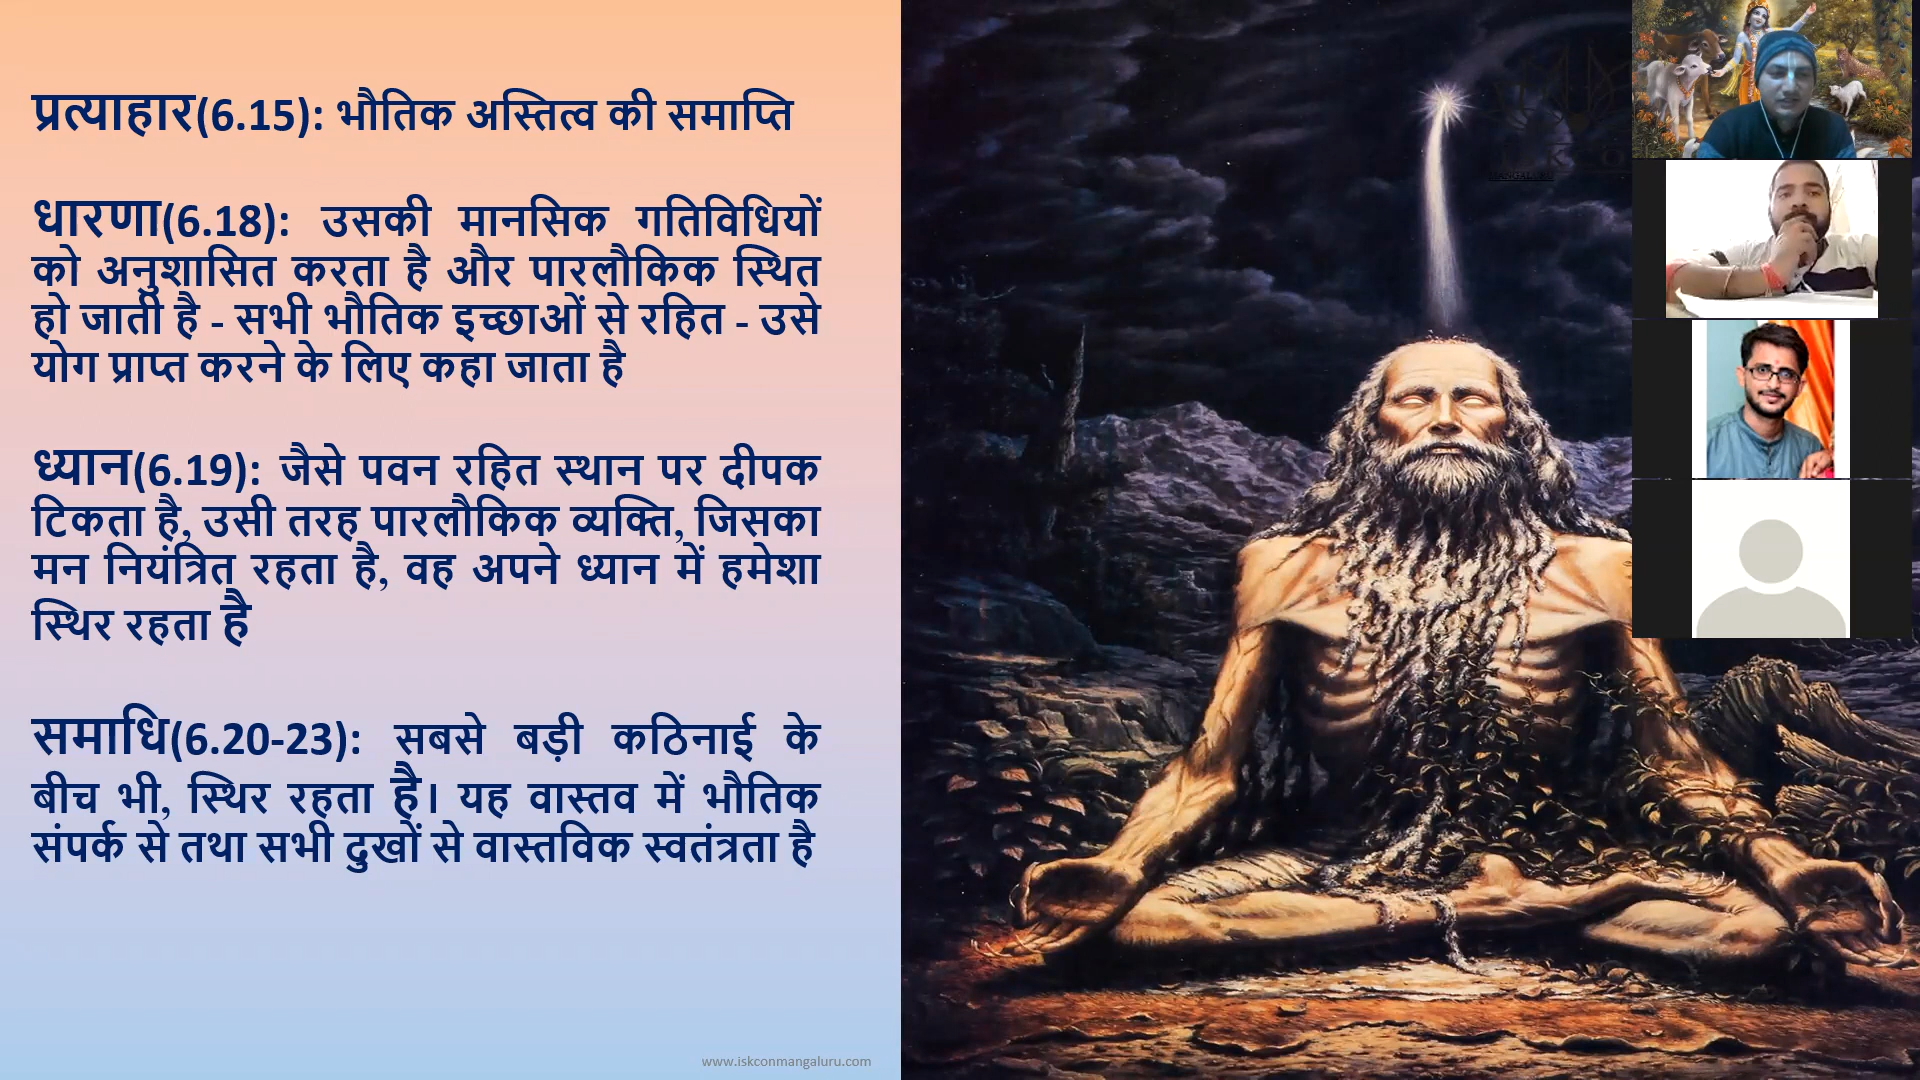 प्रत्याहार(6.15): भौतिक अस्तित्व की समाप्ति
धारणा(6.18): उसकी मानसिक गतिविधियों
को अनुशासित करता है और पारलौकिक स्थित
हो जाती है - सभी भौतिक इच्छाओं से रहित - उसे
योग प्राप्त करने के लिए कहा जाता है
ध्यान(6.19): जैसे पवन रहित स्थान पर दीपक
टिकता है, उसी तरह पारलौकिक व्यक्ति, जिसका
मन नियंत्रित रहता है, वह अपने ध्यान में हमेशा
स्थिर रहता है
समाधि(6.20-23): सबसे बड़ी कठिनाई के
बीच भी, स्थिर रहता है। यह वास्तव में भौतिक
संपर्क से तथा सभी दुखों से वास्तविक स्वतंत्रता है
www.iskconmangaluru.com